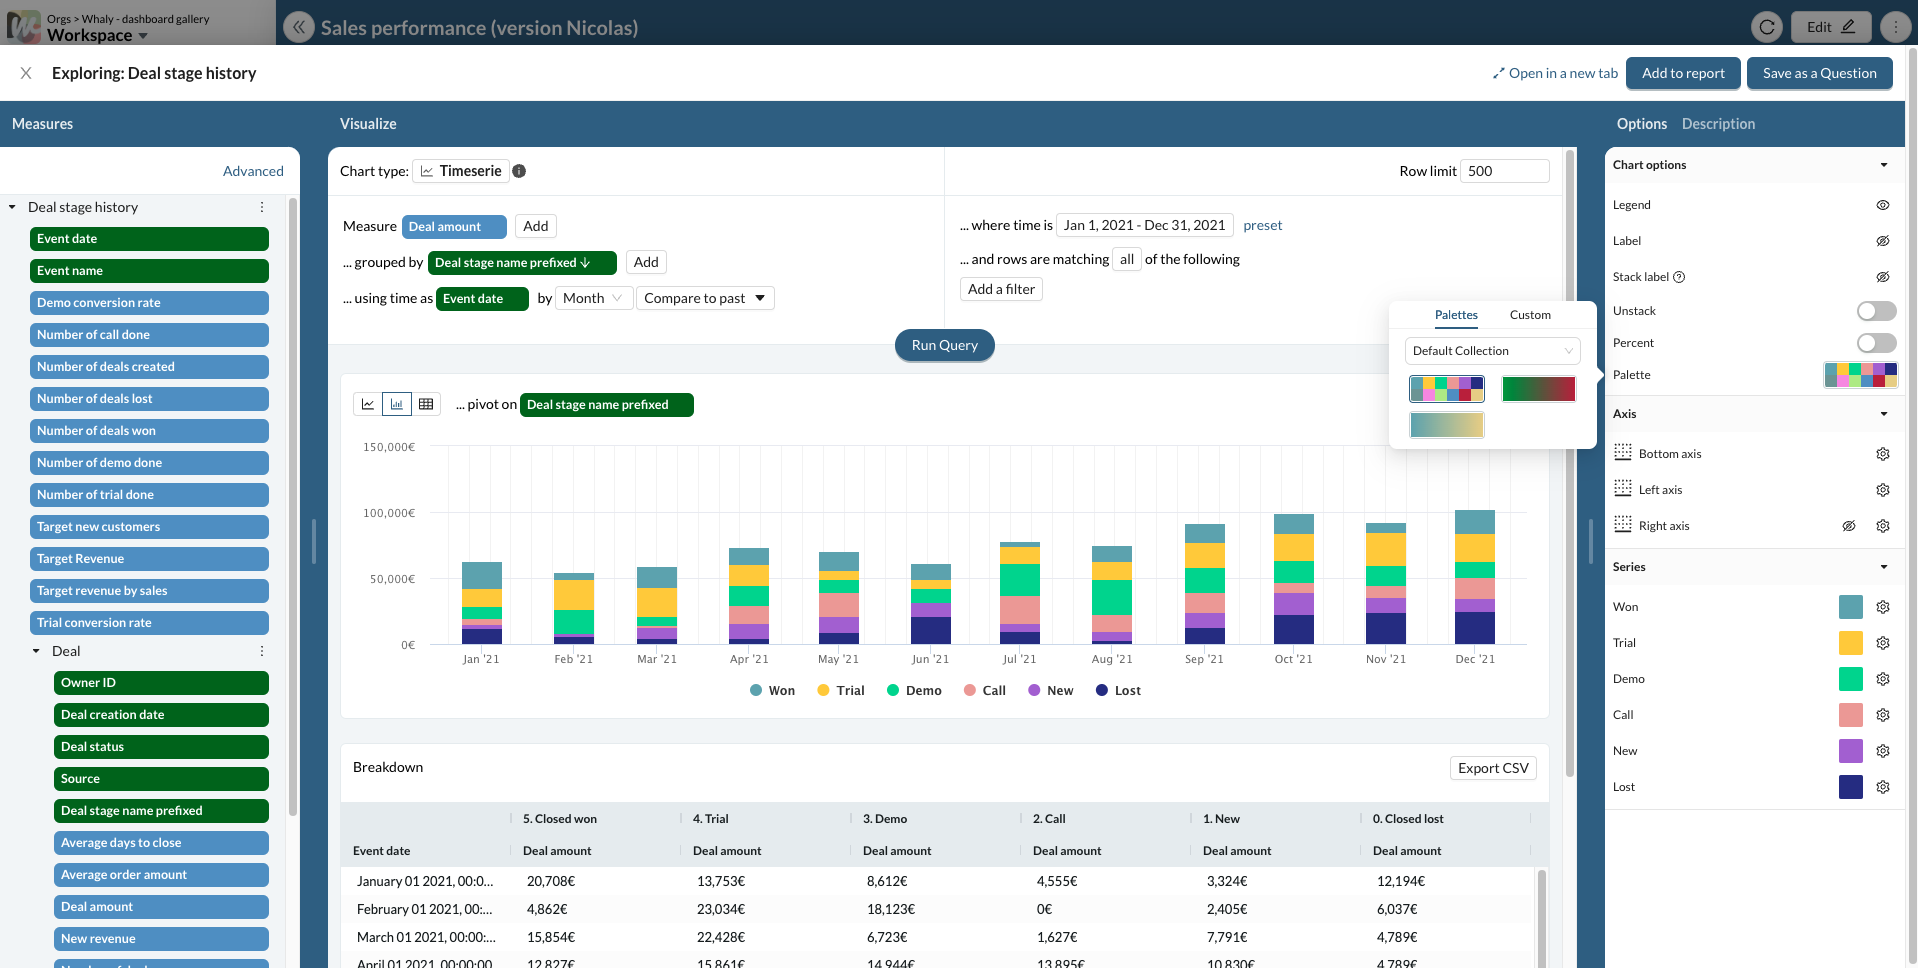 Orgs > Whaly - dashboard gallery
Workspace
Sales performance (version Nicolas)
Edit
Exploring: Deal stage history
Open in a new tab
Add to report
Save as a Question
Measures
Visualize
Options
Description
Advanced
Deal stage history
Event date
Event name
Demo conversion rate
Number of call done
Number of deals created
Number of deals lost
Number of deals won
Number of demo done
Number of trial done
Target new customers
Target Revenue
Target revenue by sales
Trial conversion rate
Deal
Owner ID
Deal creation date
Deal status
Source
Deal stage name prefixed
Average days to close
Average order amount
Deal amount
New revenue
Chart type: Timeserie
Row limit 500
Measure Deal amount Add
... grouped by Deal stage name prefixed ↓ Add
... using time as Event date by Month Compare to past
... where time is Jan 1, 2021 - Dec 31, 2021 preset
... and rows are matching all of the following
Add a filter
Run Query
... pivot on Deal stage name prefixed
150,000€
100,000€
50,000€
0€
Jan '21 Feb '21 Mar '21 Apr '21 May '21 Jun '21 Jul '21 Aug '21 Sep '21 Oct '21 Nov '21 Dec '21
Won Trial Demo Call New Lost
Breakdown
Export CSV
5. Closed won 4. Trial 3. Demo 2. Call 1. New 0. Closed lost
Event date Deal amount Deal amount Deal amount Deal amount Deal amount Deal amount
January 01 2021, 00:0... 20,708€ 13,753€ 8,612€ 4,555€ 3,324€ 12,194€
February 01 2021, 00:... 4,862€ 23,034€ 18,123€ 0€ 2,405€ 6,037€
March 01 2021, 00:00:... 15,854€ 22,428€ 6,723€ 1,627€ 7,791€ 4,789€
April 01 2021, 00:00:00 12,827€ 15,861€ 14,944€ 13,895€ 10,830€ 4,789€
Palettes Custom
Default Collection
Chart options
Legend
Label
Stack label
Unstack
Percent
Palette
Axis
Bottom axis
Left axis
Right axis
Series
Won
Trial
Demo
Call
New
Lost